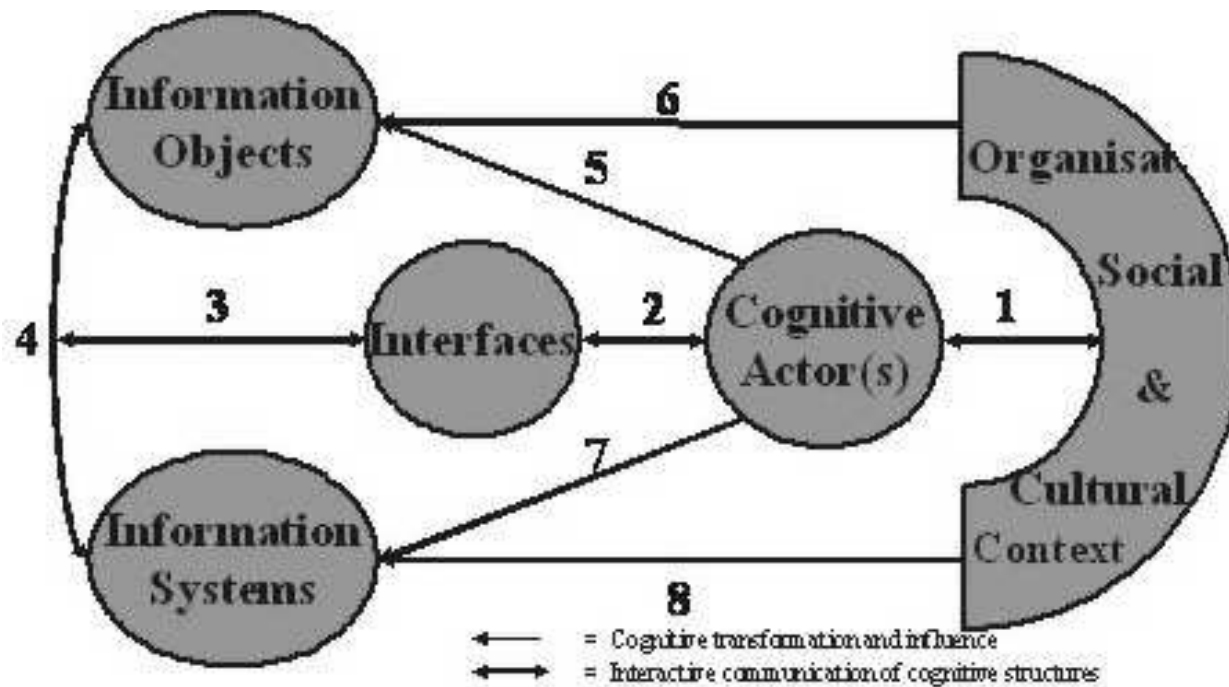 Information
Objects
6
Organisat.
5
Social
4
3
Interfaces
2
Cognitive
Actor(s)
1
&
7
Cultural
Context
Information
Systems
8
= Cognitive transformation and influence
= Interactive communication of cognitive structures